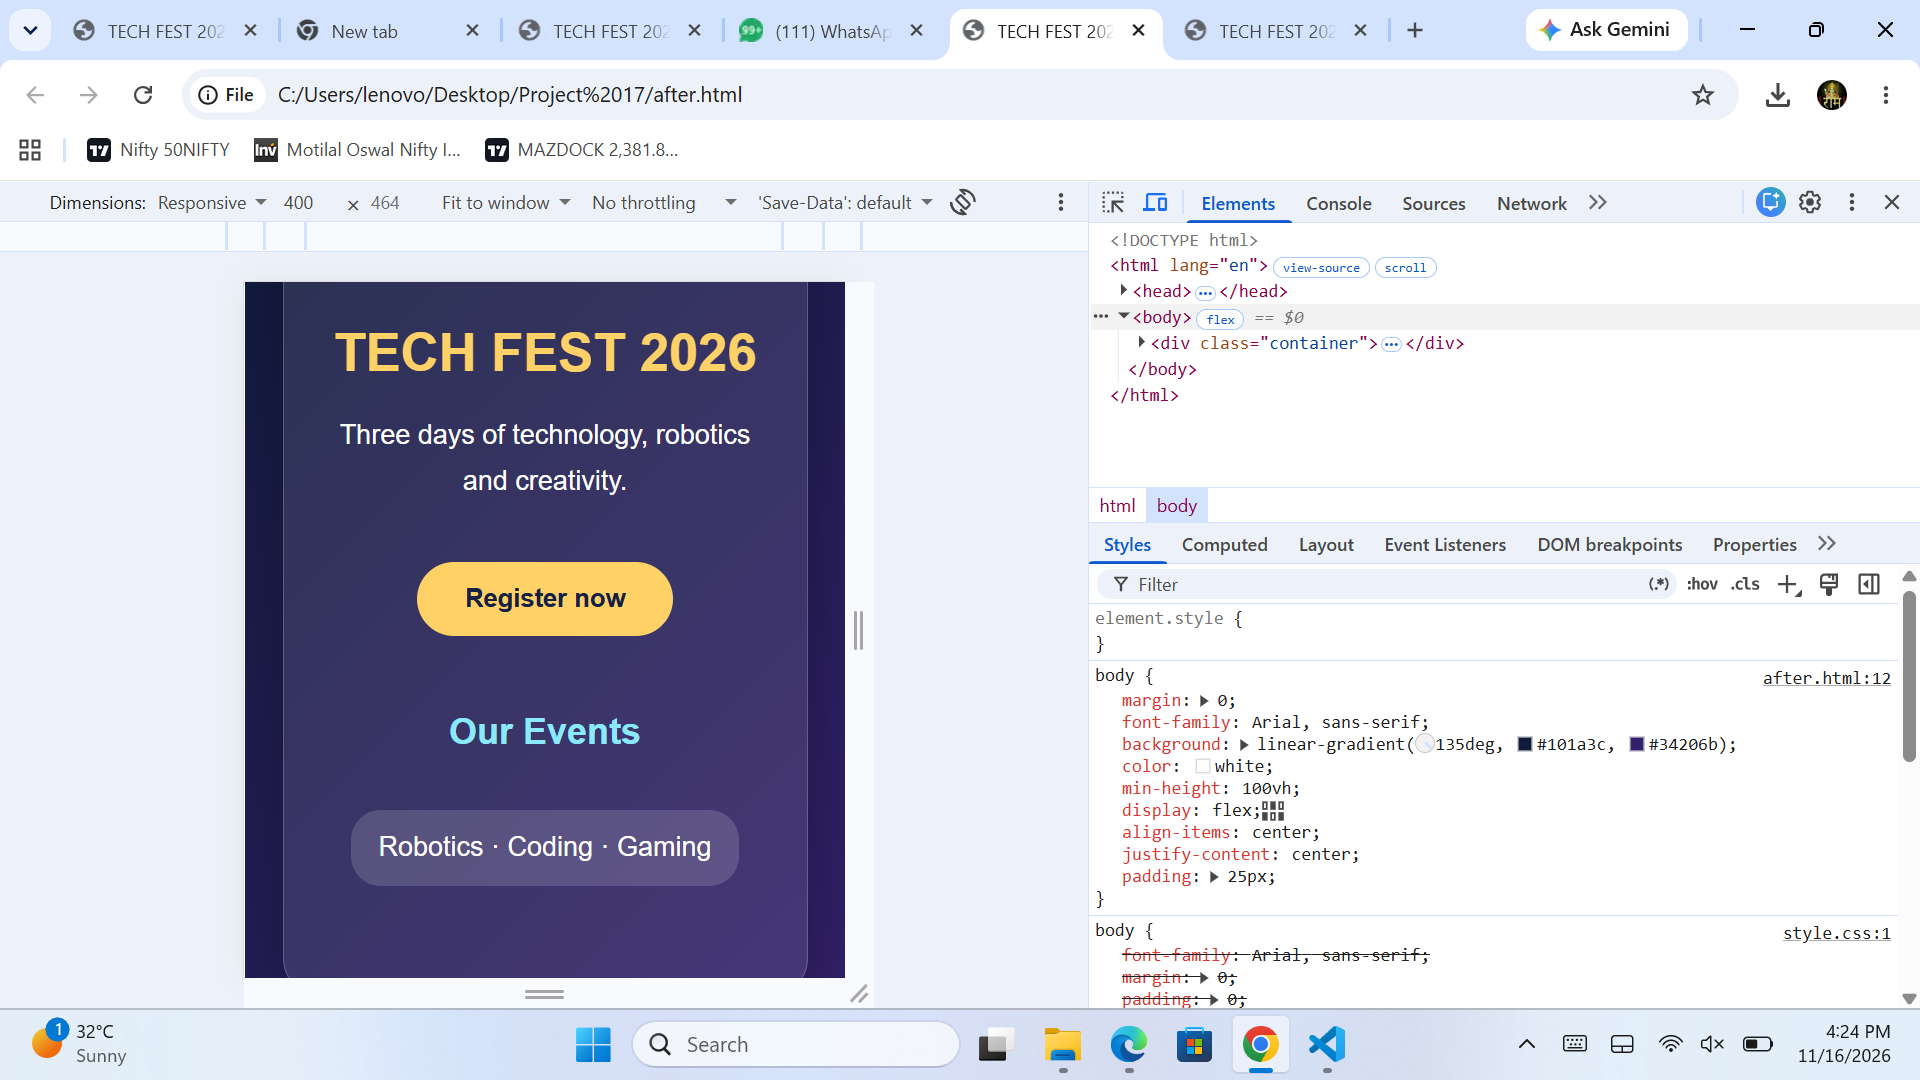 TECH FEST 202
New tab
TECH FEST 202
99+
(111) WhatsAp
TECH FEST 202
TECH FEST 202
Ask Gemini
File
C:/Users/lenovo/Desktop/Project%2017/after.html
Nifty 50NIFTY
Inv
Motilal Oswal Nifty I...
MAZDOCK 2,381.8...
Dimensions: Responsive
400 × 464
Fit to window
No throttling
'Save-Data': default
TECH FEST 2026
Three days of technology, robotics
and creativity.
Register now
Our Events
Robotics · Coding · Gaming
Elements
Console
Sources
Network
<!DOCTYPE html>
<html lang="en"> view-source scroll
<head> ••• </head>
••• <body> flex == $0
<div class="container"> ••• </div>
</body>
</html>
html body
Styles
Computed
Layout
Event Listeners
DOM breakpoints
Properties
Filter
(.*)
:hov
.cls
element.style {
}
body {
after.html:12
margin: 0;
font-family: Arial, sans-serif;
background: linear-gradient(135deg, #101a3c, #34206b);
color: white;
min-height: 100vh;
display: flex;
align-items: center;
justify-content: center;
padding: 25px;
}
body {
style.css:1
font-family: Arial, sans-serif;
margin: 0;
padding: 0;
1
32°C
Sunny
Search
4:24 PM
11/16/2026